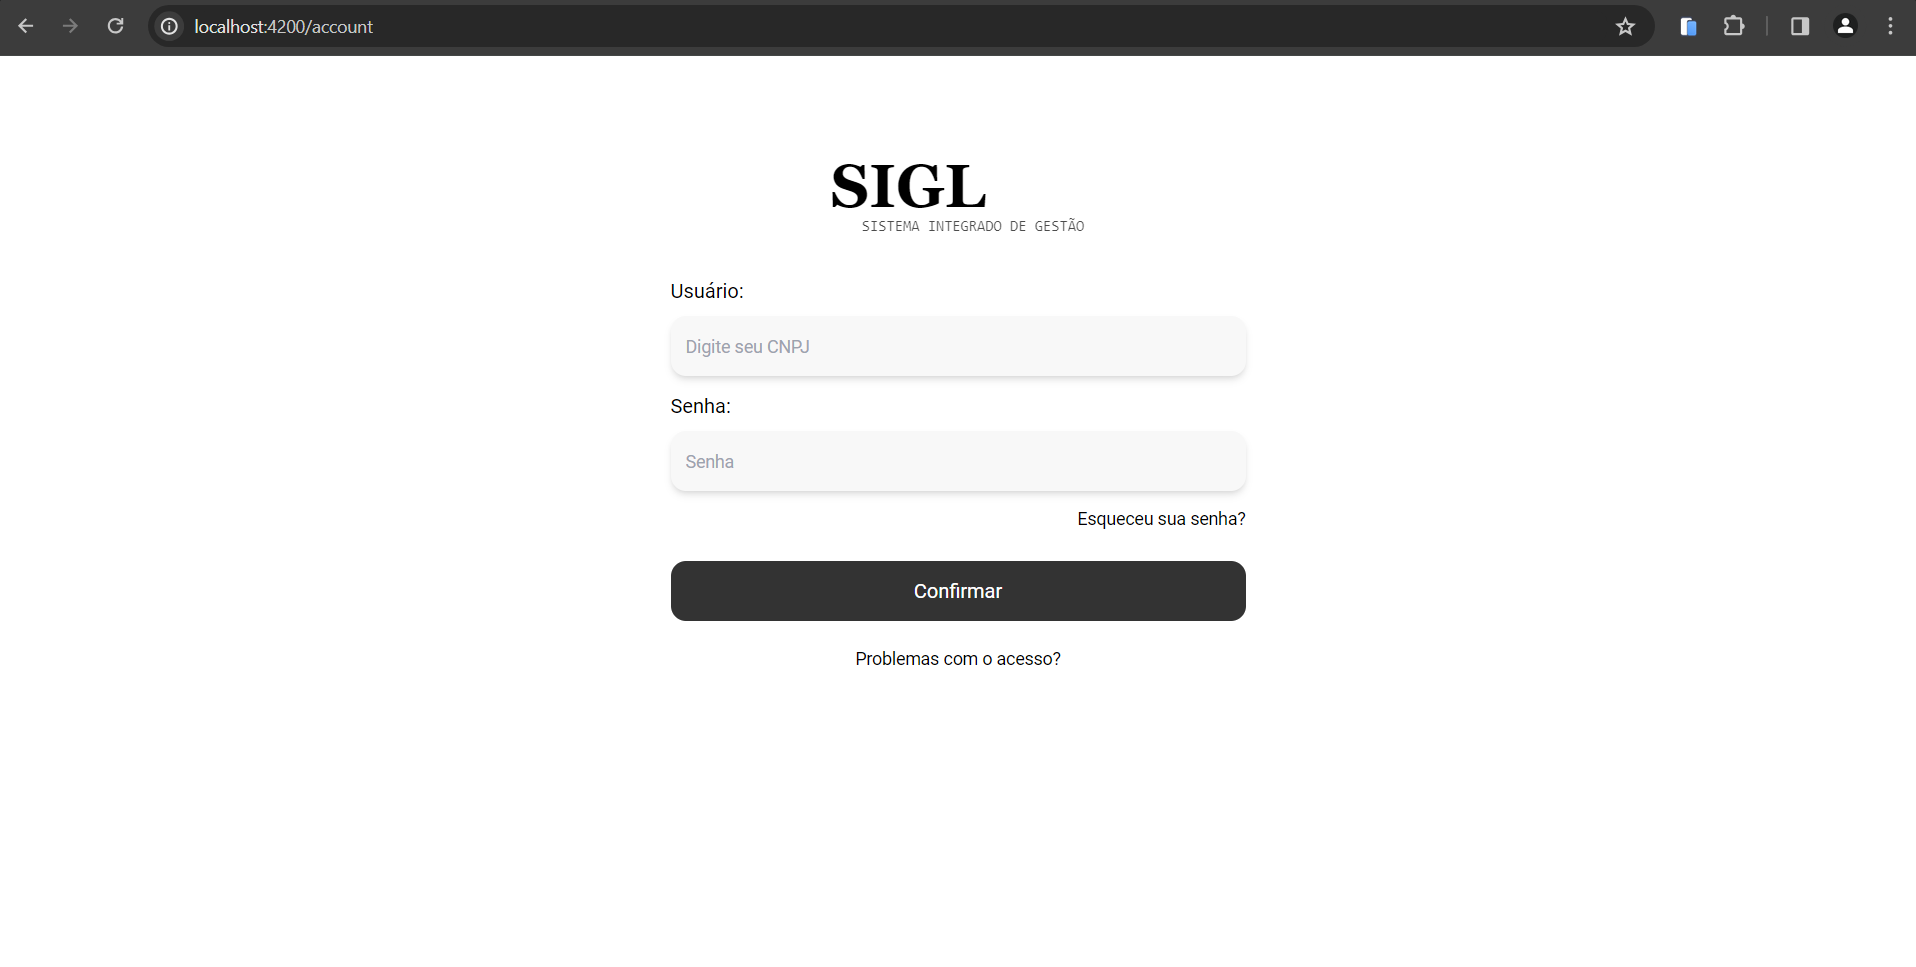 localhost:4200/account
SIGL
SISTEMA INTEGRADO DE GESTÃO
Usuário:
Digite seu CNPJ
Senha:
Senha
Esqueceu sua senha?
Confirmar
Problemas com o acesso?